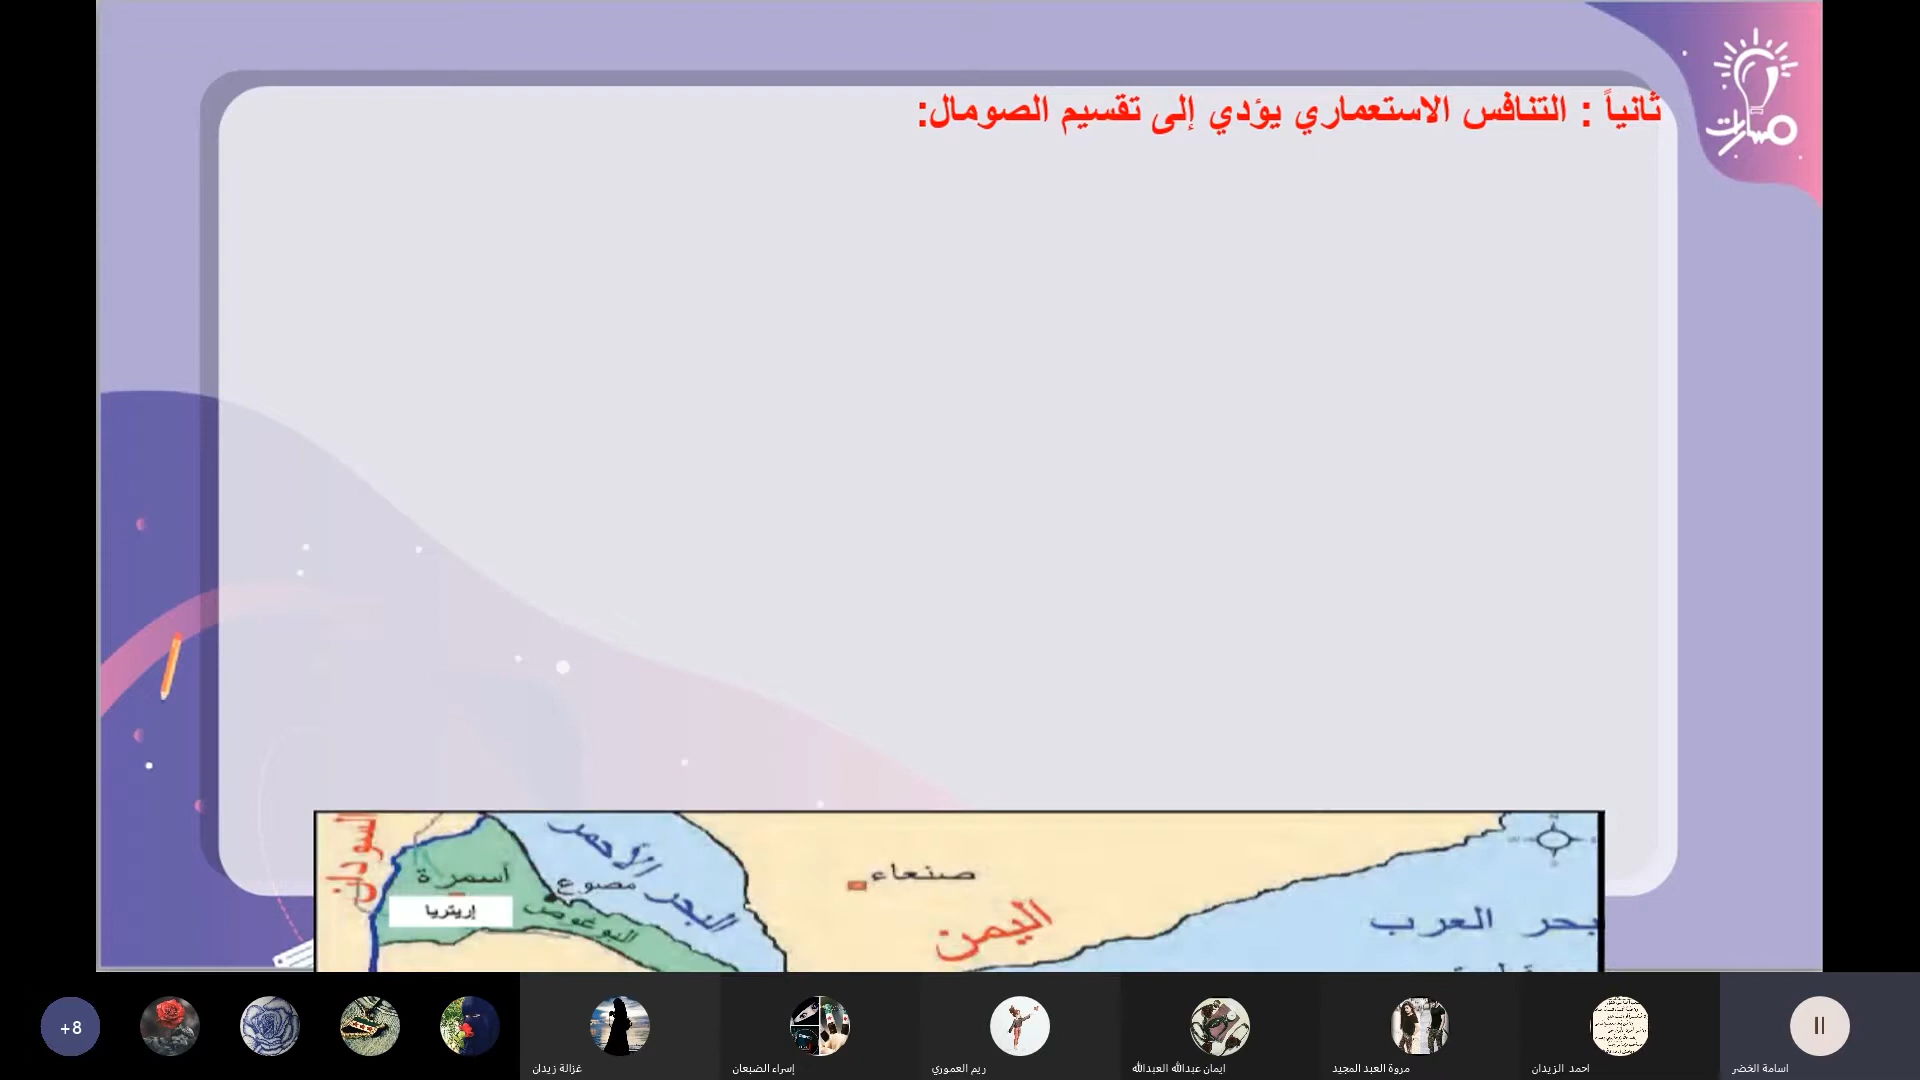 مسارات
ثانياً : التنافس الاستعماري يؤدي إلى تقسيم الصومال:
السودان
البحر الأحمر
أسمرة
مصوع
إريتريا
صنعاء
اليمن
بحر العرب
+8
غزالة زيدان
إسراء الضبعان
ريم العموري
ايمان عبدالله العبدالله
مروة العبد المجيد
احمد الزيدان
اسامة الخضر